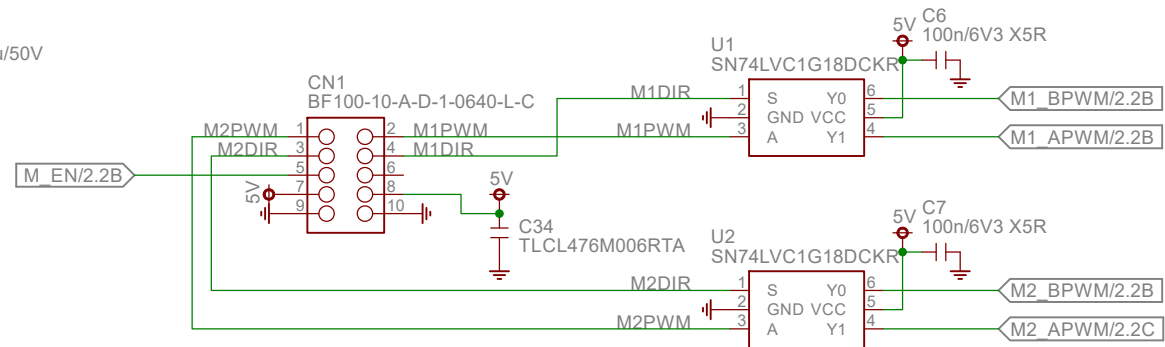 C6
5V
100n/6V3 X5R
/50V
U1
SN74LVC1G18DCKR
CN1
BF100-10-A-D-1-0640-L-C
M1DIR
1 S Y0 6
M1_BPWM/2.2B
2 GND VCC 5
M2PWM 1 2 M1PWM
M1PWM
3 A Y1 4
M1_APWM/2.2B
M2DIR 3 4 M1DIR
M_EN/2.2B
5 6
5V
5V 7 8
9 10
C34
TLCL476M006RTA
C7
5V
100n/6V3 X5R
U2
SN74LVC1G18DCKR
M2DIR
1 S Y0 6
M2_BPWM/2.2B
2 GND VCC 5
M2PWM
3 A Y1 4
M2_APWM/2.2C